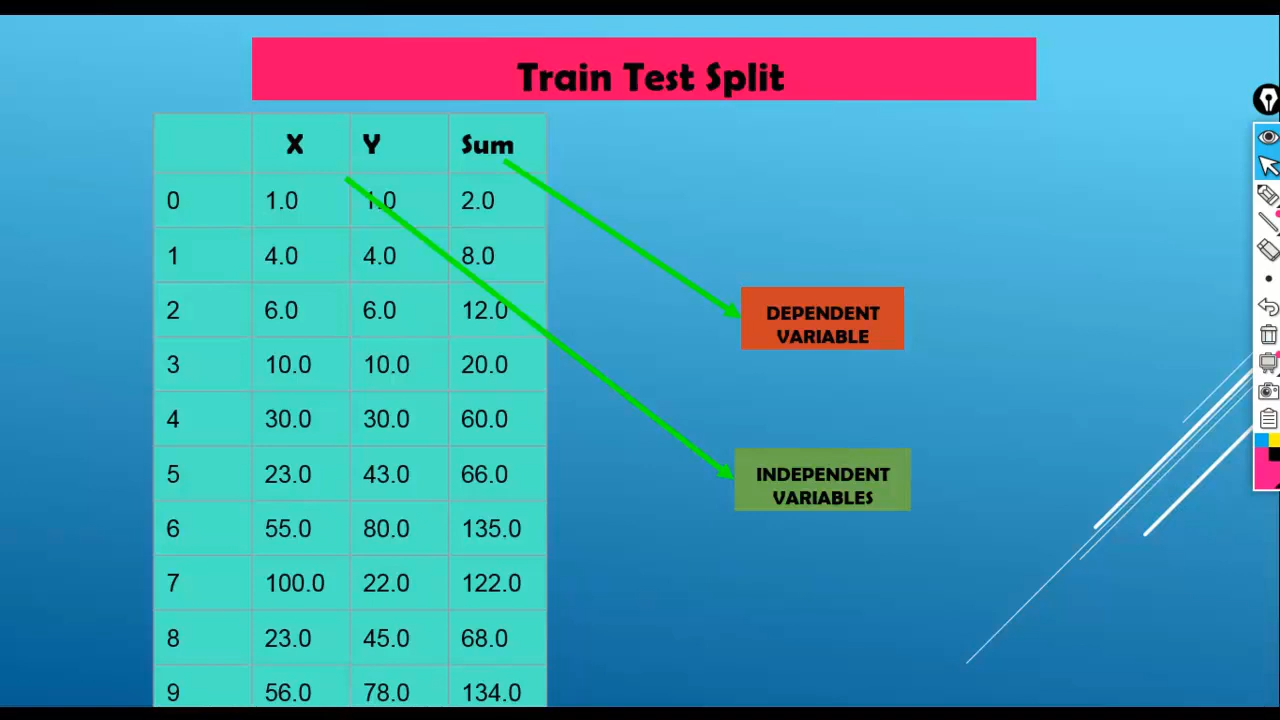 Train Test Split
X Y Sum
0 1.0 1.0 2.0
1 4.0 4.0 8.0
2 6.0 6.0 12.0
3 10.0 10.0 20.0
4 30.0 30.0 60.0
5 23.0 43.0 66.0
6 55.0 80.0 135.0
7 100.0 22.0 122.0
8 23.0 45.0 68.0
9 56.0 78.0 134.0
DEPENDENT
VARIABLE
INDEPENDENT
VARIABLES